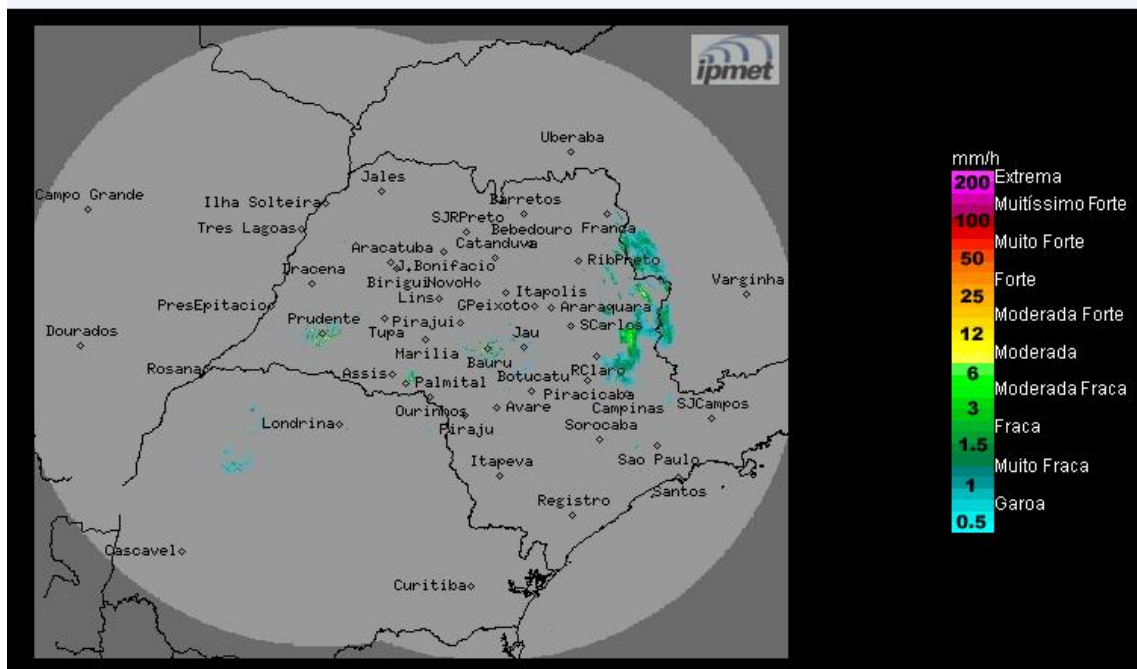 ipmet
Uberaba
Campo Grande
Jales
Ilha Solteira
Barretos
SJRPreto
Tres Lagoas
Bebedouro
Franca
Catanduva
Aracatuba
J.Bonifacio
RibPreto
Dracena
Birigui
NovoH
Itapolis
Varginha
Lins
PresEpitacio
GPeixoto
Araraquara
Prudente
Pirajui
SCarlos
Dourados
Tupa
Jau
Marilia
Bauru
Rosana
Assis
Botucatu
RClaro
Palmital
Piracicaba
Ourinhos
Avare
Campinas
SJCampos
Londrina
Piraju
Sorocaba
Itapeva
Sao Paulo
Santos
Registro
Cascavel
Curitiba
mm/h
200 Extrema
Muitíssimo Forte
100
Muito Forte
50
Forte
25
Moderada Forte
12
Moderada
6
Moderada Fraca
3
Fraca
1.5
Muito Fraca
1
Garoa
0.5